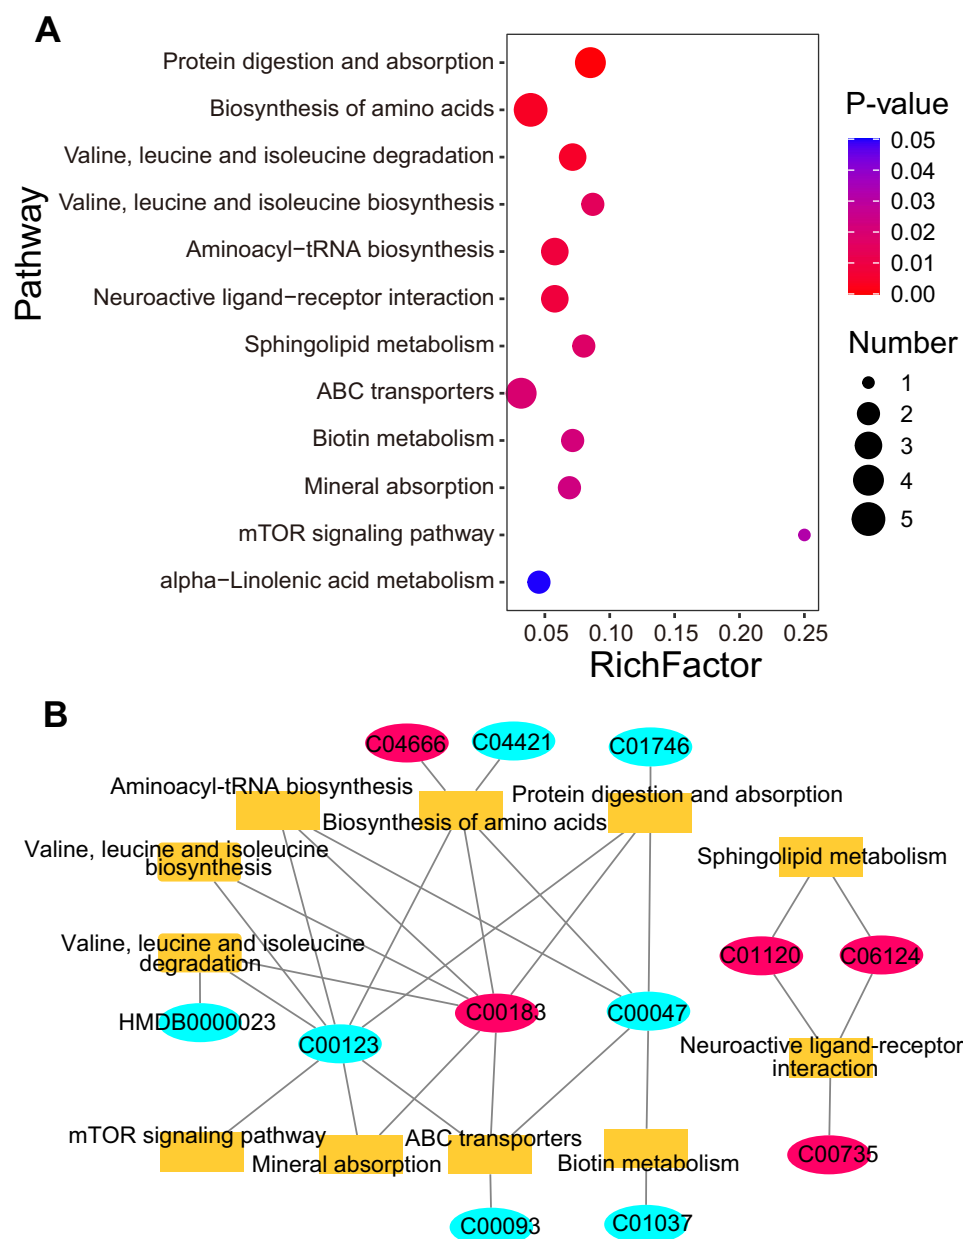 A
Protein digestion and absorption
Biosynthesis of amino acids
Valine, leucine and isoleucine degradation
Valine, leucine and isoleucine biosynthesis
Aminoacyl−tRNA biosynthesis
Neuroactive ligand−receptor interaction
Sphingolipid metabolism
ABC transporters
Biotin metabolism
Mineral absorption
mTOR signaling pathway
alpha−Linolenic acid metabolism
Pathway
0.05 0.10 0.15 0.20 0.25
RichFactor
P-value
0.05
0.04
0.03
0.02
0.01
0.00
Number
1
2
3
4
5
B
C04666
C04421
C01746
Aminoacyl-tRNA biosynthesis
Protein digestion and absorption
Biosynthesis of amino acids
Valine, leucine and isoleucine
biosynthesis
Sphingolipid metabolism
Valine, leucine and isoleucine
degradation
C01120
C06124
HMDB0000023
C00123
C00183
C00047
Neuroactive ligand-receptor
interaction
mTOR signaling pathway
Mineral absorption
ABC transporters
Biotin metabolism
C00735
C00093
C01037